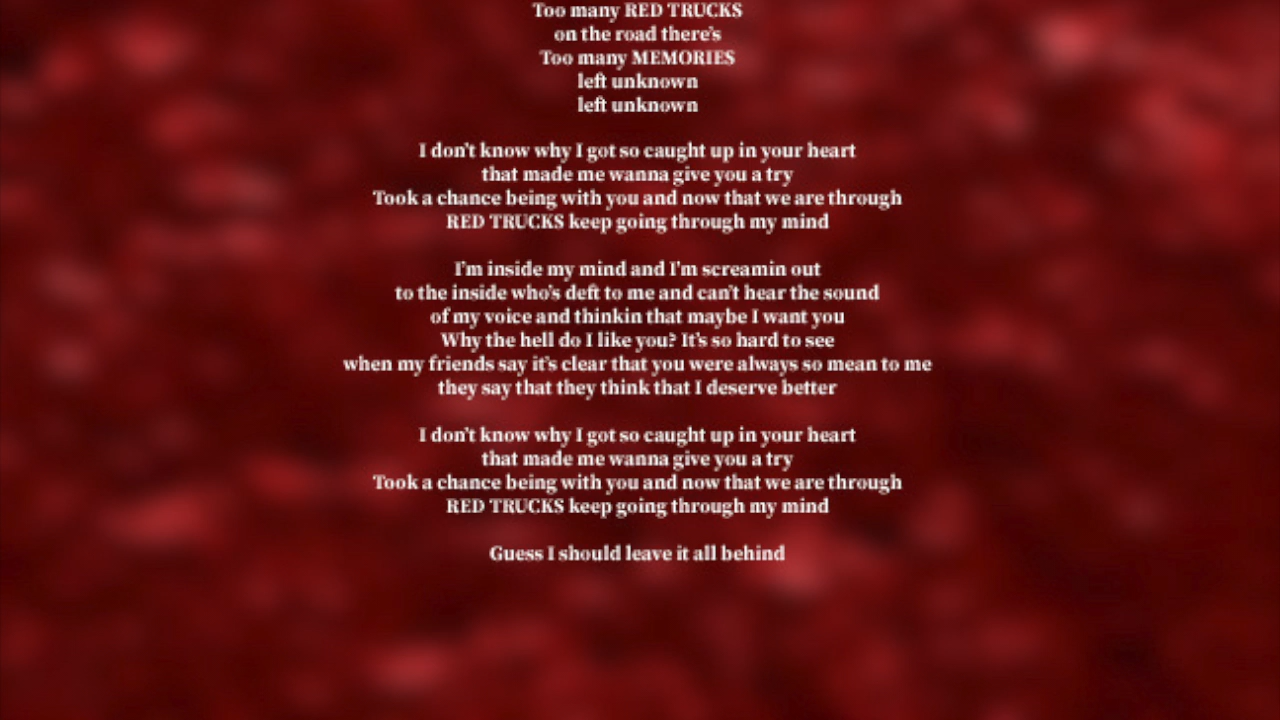 Too many RED TRUCKS
on the road there's
Too many MEMORIES
left unknown
left unknown
I don't know why I got so caught up in your heart
that made me wanna give you a try
Took a chance being with you and now that we are through
RED TRUCKS keep going through my mind
I'm inside my mind and I'm screamin out
to the inside who's deft to me and can't hear the sound
of my voice and thinkin that maybe I want you
Why the hell do I like you? It's so hard to see
when my friends say it's clear that you were always so mean to me
they say that they think that I deserve better
I don't know why I got so caught up in your heart
that made me wanna give you a try
Took a chance being with you and now that we are through
RED TRUCKS keep going through my mind
Guess I should leave it all behind